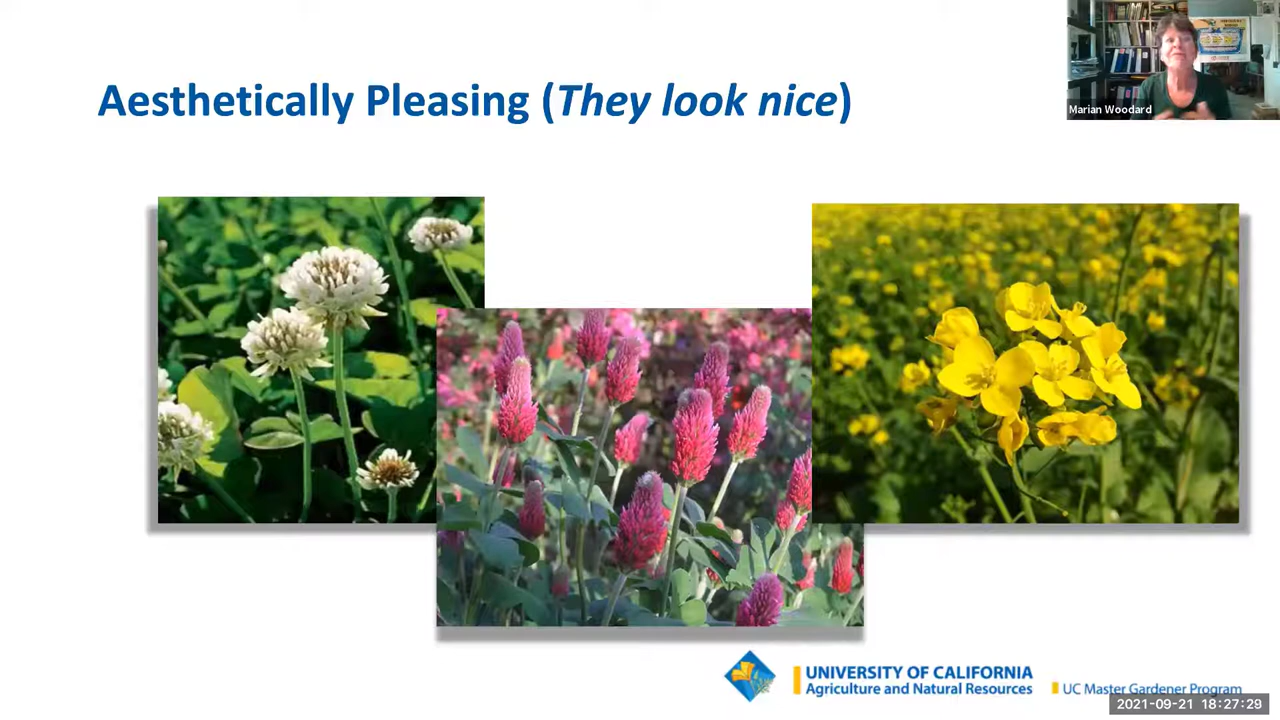 Aesthetically Pleasing (They look nice)
Marian Woodard
UNIVERSITY OF CALIFORNIA
Agriculture and Natural Resources
UC Master Gardener Program
2021-09-21 18:27:29